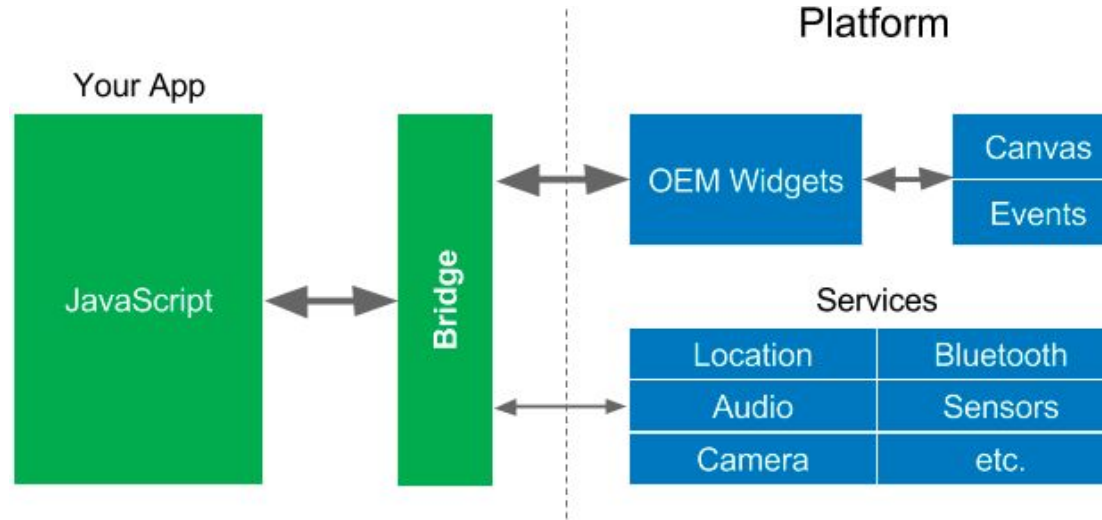 Platform
Your App
JavaScript
Bridge
OEM Widgets
Canvas
Events
Services
Location
Bluetooth
Audio
Sensors
Camera
etc.